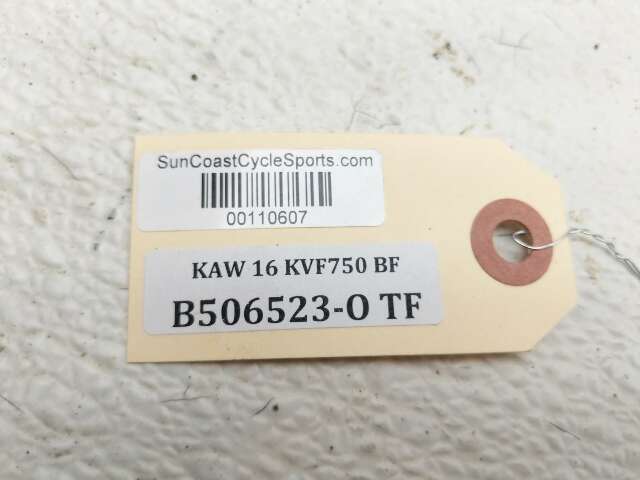 SunCoastCycleSports.com
00110607
KAW 16 KVF750 BF
B506523-O TF